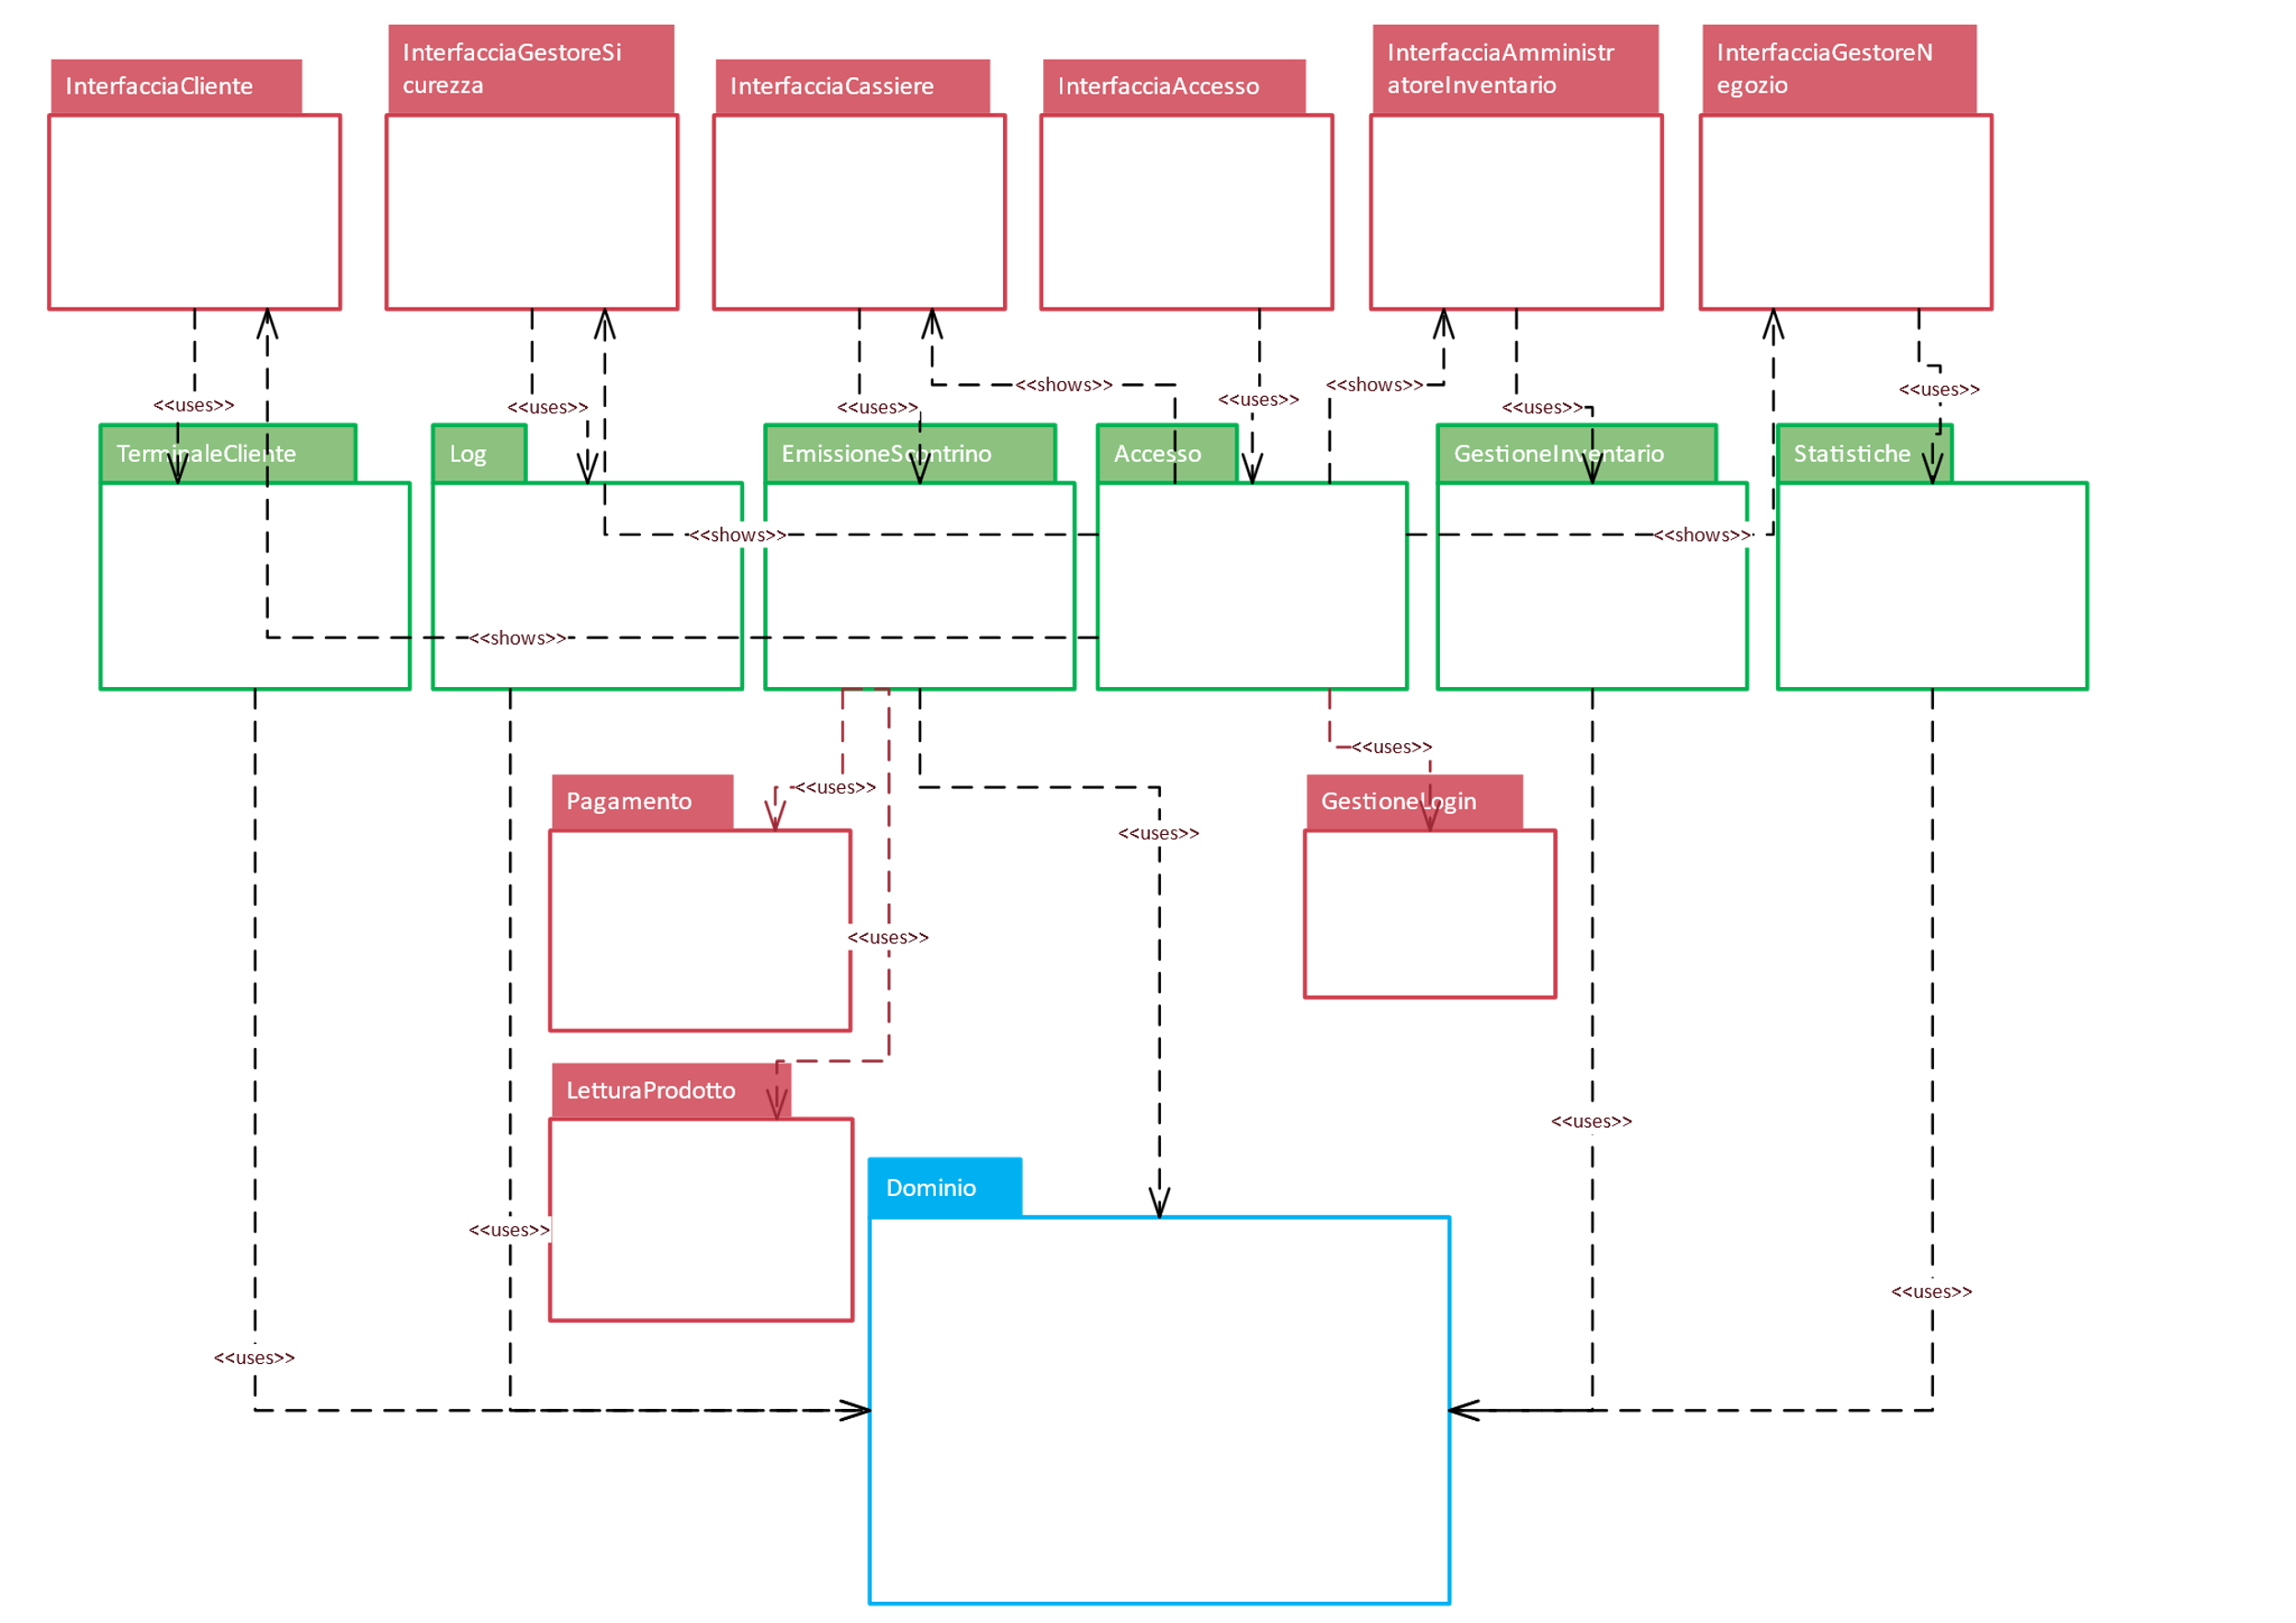 InterfacciaCliente
InterfacciaGestoreSi
curezza
InterfacciaCassiere
InterfacciaAccesso
InterfacciaAmministr
atoreInventario
InterfacciaGestoreN
egozio
<<shows>>
<<shows>>
<<uses>>
<<uses>>
<<uses>>
<<uses>>
<<uses>>
<<uses>>
TerminaleCliente
Log
EmissioneScontrino
Accesso
GestioneInventario
Statistiche
<<shows>>
<<shows>>
<<shows>>
<<uses>>
<<uses>>
Pagamento
GestioneLogin
<<uses>>
<<uses>>
LetturaProdotto
<<uses>>
Dominio
<<uses>>
<<uses>>
<<uses>>